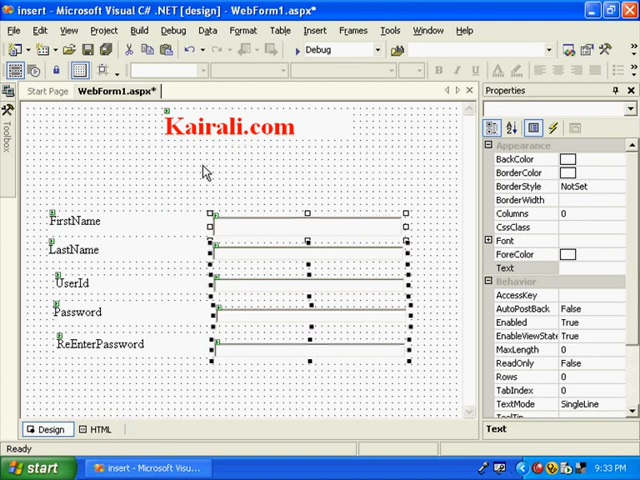 insert - Microsoft Visual C# .NET [design] - WebForm1.aspx*
File Edit View Project Build Debug Data Format Table Insert Frames Tools Window Help
Debug
B I U
Start Page WebForm1.aspx*
Toolbox
Kairali.com
FirstName
LastName
UserId
Password
ReEnterPassword
Design HTML
Properties
Appearance
BackColor
BorderColor
BorderStyle NotSet
BorderWidth
Columns 0
CssClass
Font
ForeColor
Text
Behavior
AccessKey
AutoPostBack False
Enabled True
EnableViewState True
MaxLength 0
ReadOnly False
Rows 0
TabIndex 0
TextMode SingleLine
ToolTip
Text
Ready
start
insert - Microsoft Visu...
9:33 PM